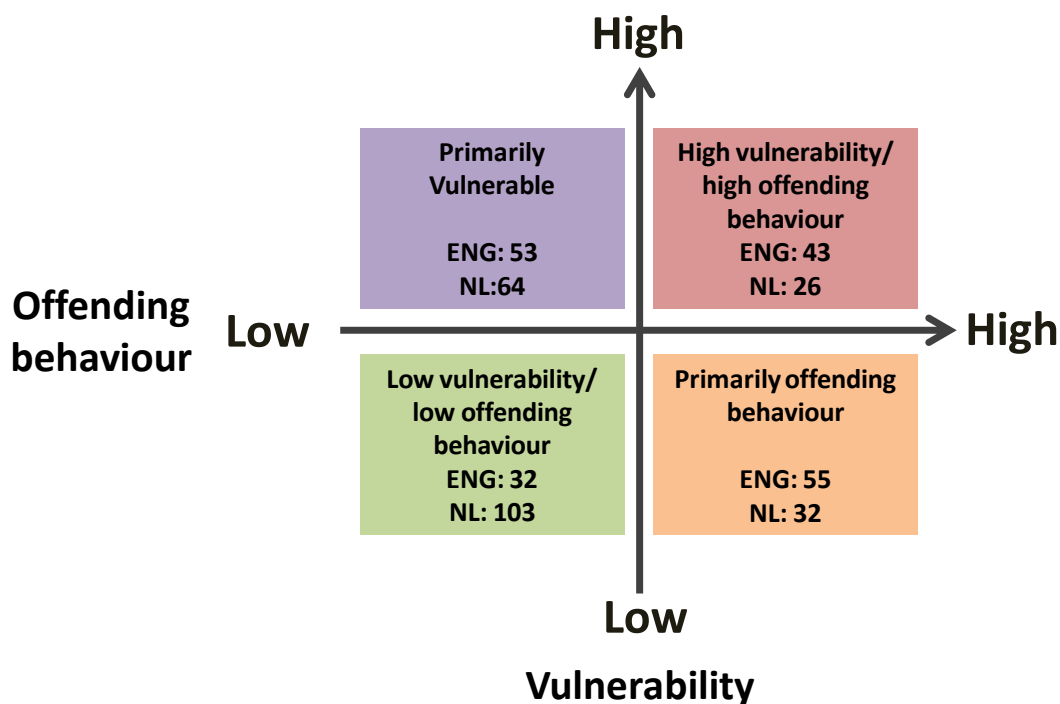 High
Primarily
Vulnerable
ENG: 53
NL:64
High vulnerability/
high offending
behaviour
ENG: 43
NL: 26
Offending
behaviour
Low
High
Low vulnerability/
low offending
behaviour
ENG: 32
NL: 103
Primarily offending
behaviour
ENG: 55
NL: 32
Low
Vulnerability